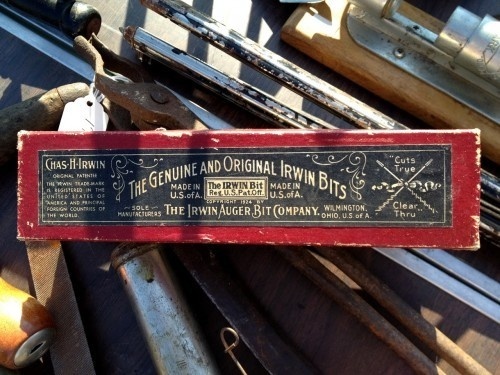 CHAS·H·IRWIN
ORIGINAL PATENTEE
THE IRWIN TRADE-MARK
IS REGISTERED IN THE
UNITED STATES OF
AMERICA AND PRINCIPAL
FOREIGN COUNTRIES OF
THE WORLD.
THE GENUINE AND ORIGINAL IRWIN BITS
MADE IN
U.S.OF A.
The IRWIN Bit
Reg. U.S. Pat. Off.
MADE IN
U.S.OF A.
COPYRIGHT 1924 BY
SOLE
MANUFACTURERS
THE IRWIN AUGER BIT COMPANY.
WILMINGTON,
OHIO, U.S. OF A.
"Cuts
True
Clear
Thru"